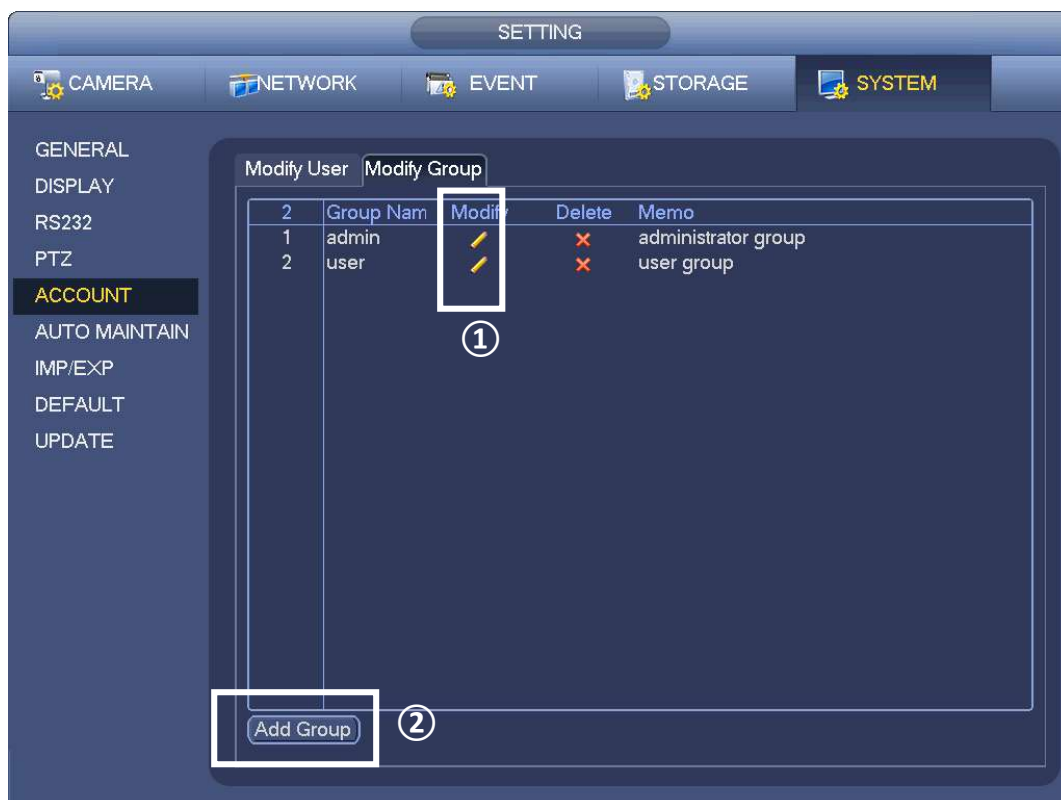 SETTING
CAMERA NETWORK EVENT STORAGE SYSTEM
GENERAL
DISPLAY
RS232
PTZ
ACCOUNT
AUTO MAINTAIN
IMP/EXP
DEFAULT
UPDATE
Modify User Modify Group
2 Group Nam Modify Delete Memo
1 admin administrator group
2 user user group
①
Add Group ②